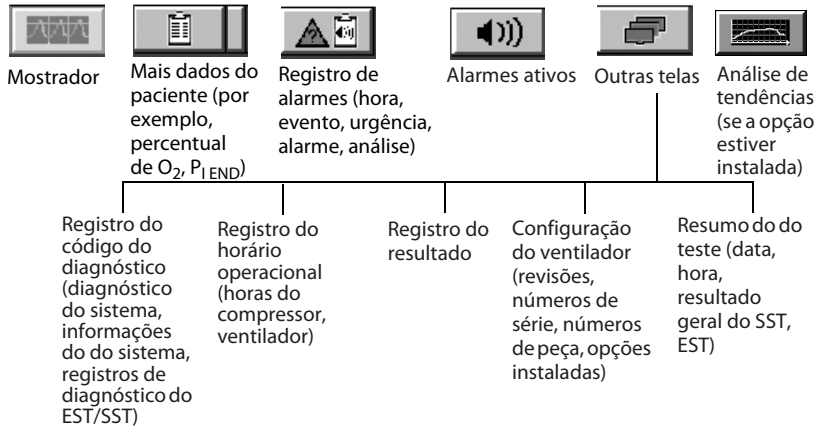 Mostrador
Mais dados do
paciente (por
exemplo,
percentual
de O2, PI END)
Registro de
alarmes (hora,
evento, urgência,
alarme, análise)
Alarmes ativos
Outras telas
Análise de
tendências
(se a opção
estiver
instalada)
Registro do
código do
diagnóstico
(diagnóstico
do sistema,
informações
do do sistema,
registros de
diagnóstico do
EST/SST)
Registro do
horário
operacional
(horas do
compressor,
ventilador)
Registro do
resultado
Configuração
do ventilador
(revisões,
números de
série, números
de peça, opções
instaladas)
Resumo do do
teste (data,
hora,
resultado
geral do SST,
EST)